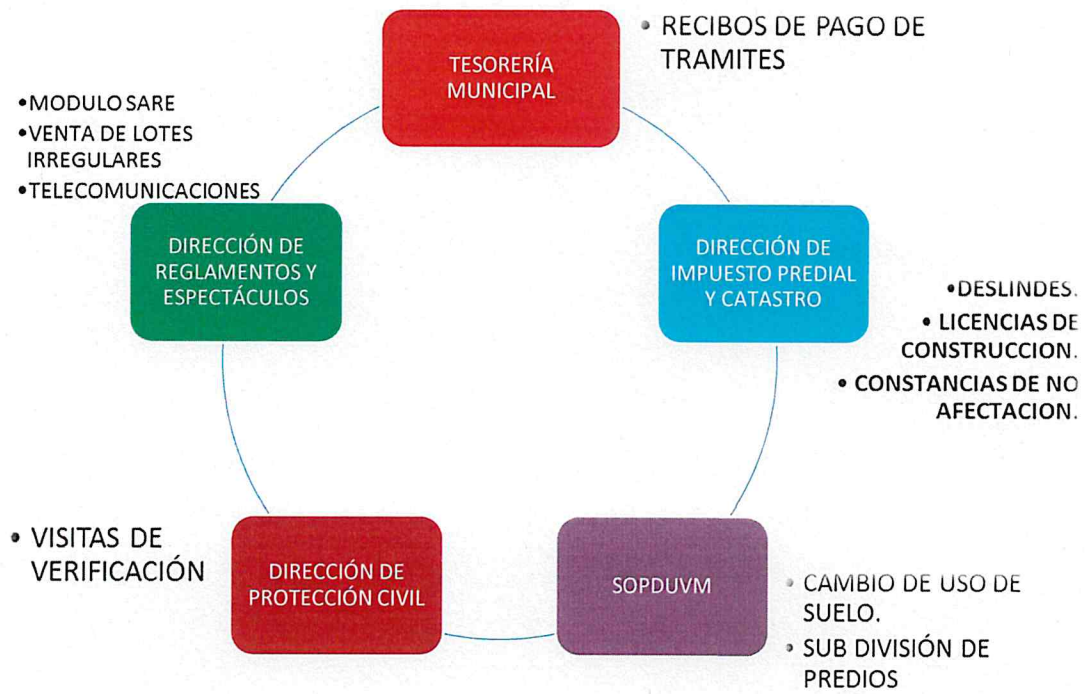 • RECIBOS DE PAGO DE
TRAMITES
TESORERÍA
MUNICIPAL
•MODULO SARE
•VENTA DE LOTES
IRREGULARES
•TELECOMUNICACIONES
DIRECCIÓN DE
REGLAMENTOS Y
ESPECTÁCULOS
DIRECCIÓN DE
IMPUESTO PREDIAL
Y CATASTRO
•DESLINDES.
• LICENCIAS DE
CONSTRUCCION.
• CONSTANCIAS DE NO
AFECTACION.
• VISITAS DE
VERIFICACIÓN
DIRECCIÓN DE
PROTECCIÓN CIVIL
SOPDUVM
• CAMBIO DE USO DE
SUELO.
• SUB DIVISIÓN DE
PREDIOS